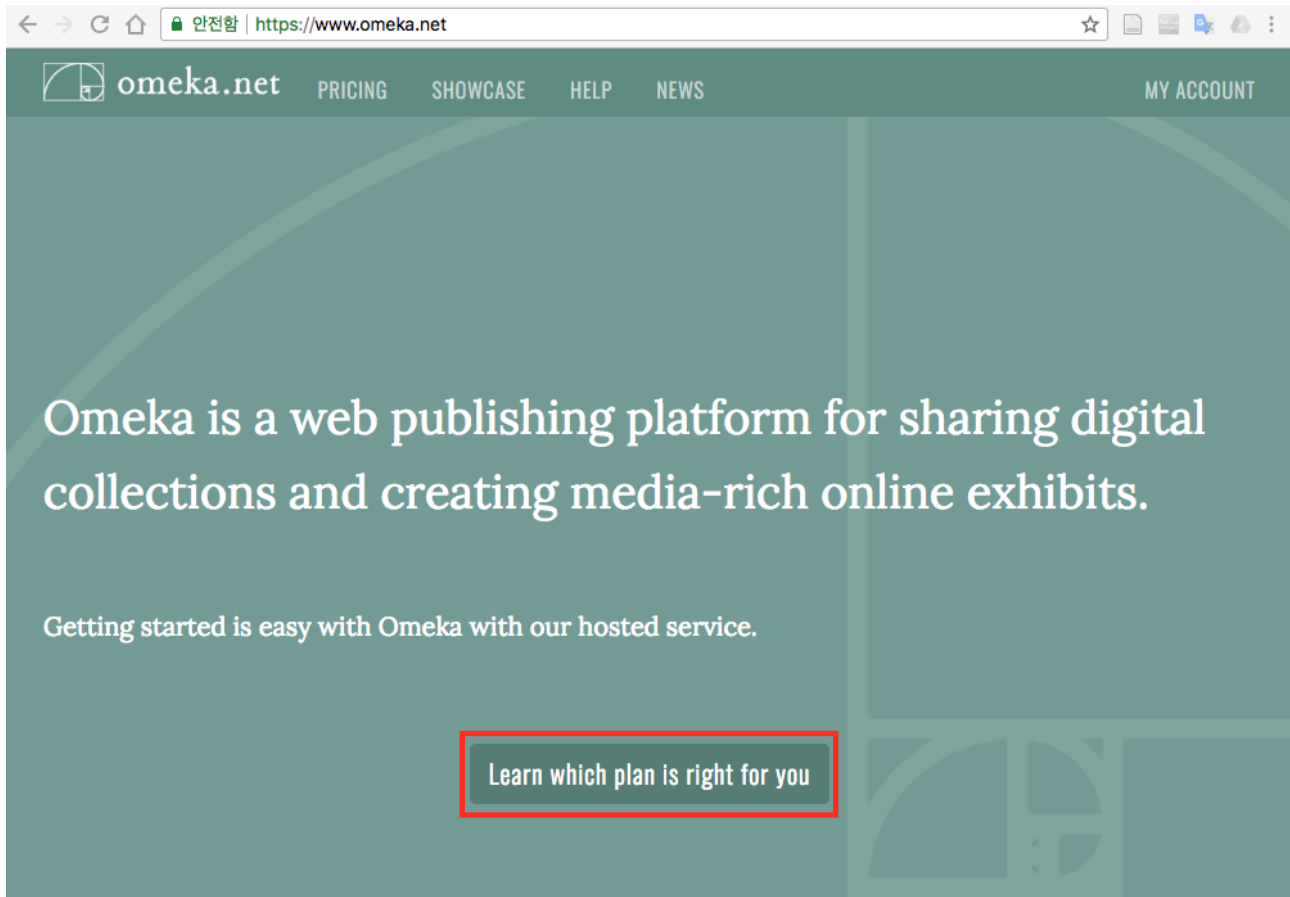 안전함 https://www.omeka.net
omeka.net PRICING SHOWCASE HELP NEWS MY ACCOUNT
Omeka is a web publishing platform for sharing digital
collections and creating media-rich online exhibits.
Getting started is easy with Omeka with our hosted service.
Learn which plan is right for you